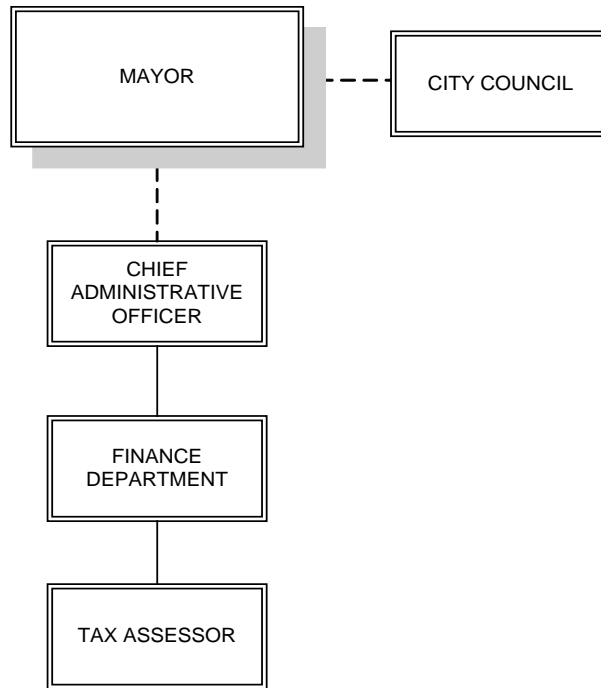 MAYOR
CITY COUNCIL
CHIEF
ADMINISTRATIVE
OFFICER
FINANCE
DEPARTMENT
TAX ASSESSOR